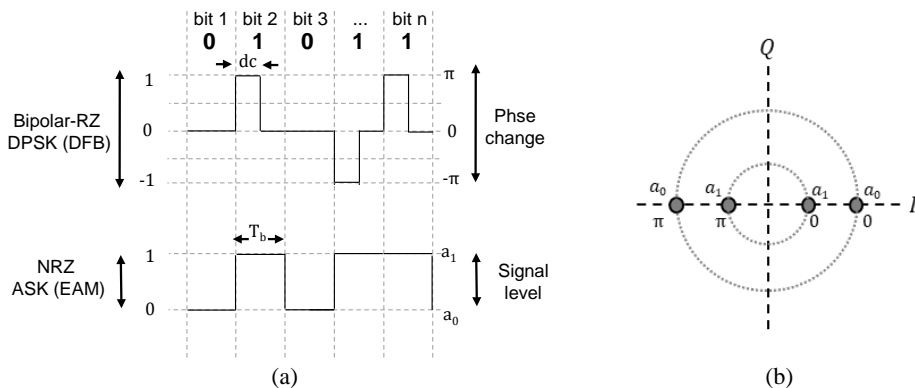 bit 1 bit 2 bit 3 ... bit n
0 1 0 1 1
dc
Bipolar-RZ
DPSK (DFB)
1
0
-1
π
0
-π
Phse
change
T_b
NRZ
ASK (EAM)
1
0
a_1
a_0
Signal
level
(a)
Q
I
a_0 a_1 a_1 a_0
π π 0 0
(b)